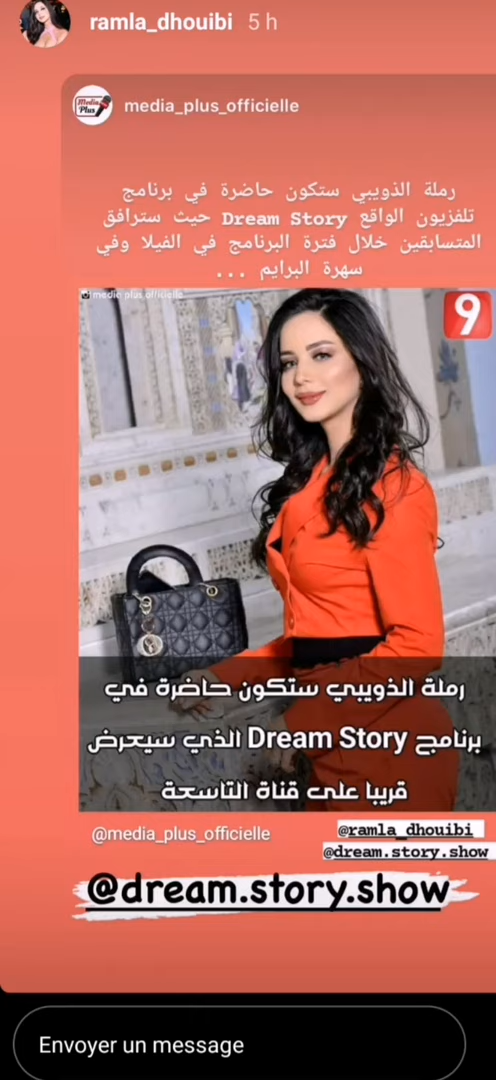 ramla_dhouibi 5 h
Media
Plus
media_plus_officielle
رملة الذويبي ستكون حاضرة في برنامج
تلفزيون الواقع Dream Story حيث سترافق
المتسابقين خلال فترة البرنامج في الفيلا وفي
سهرة البرايم ...
media_plus_officielle
9
رملة الذويبي ستكون حاضرة في
برنامج Dream Story الذي سيعرض
قريبا على قناة التاسعة
@media_plus_officielle
@ramla_dhouibi
@dream.story.show
@dream.story.show
Envoyer un message